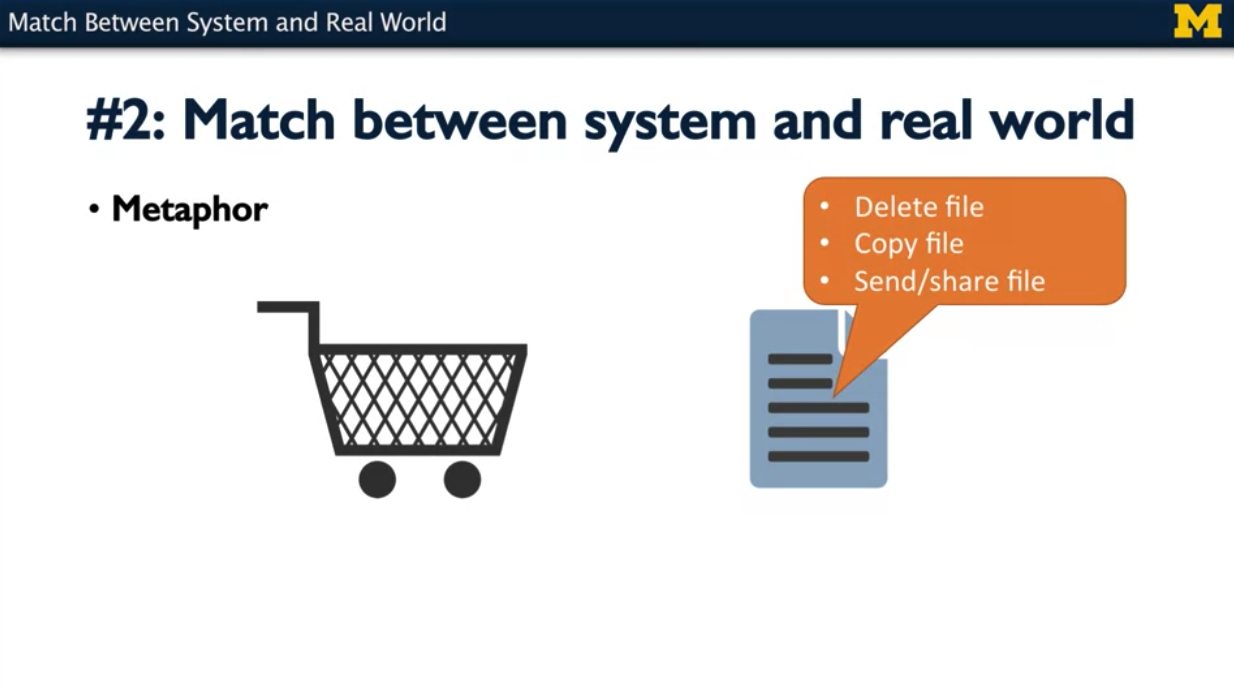 Match Between System and Real World
M
#2: Match between system and real world
• Metaphor
• Delete file
• Copy file
• Send/share file